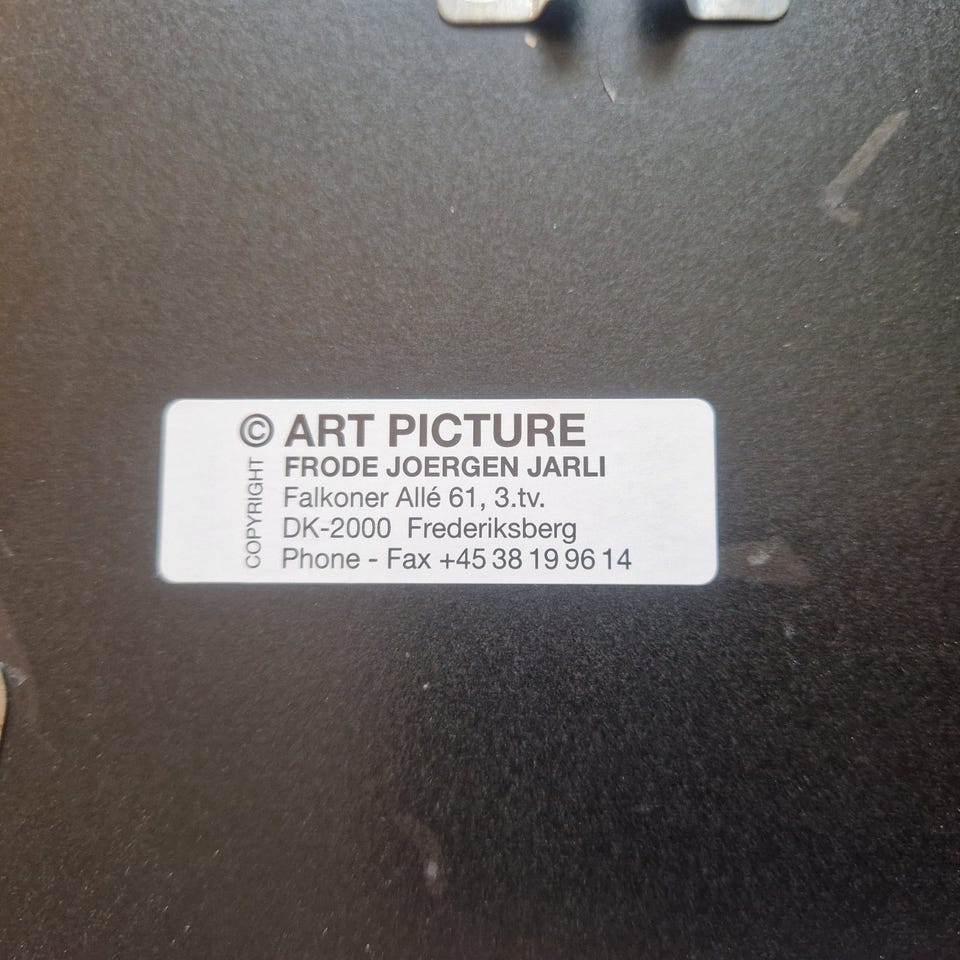 © ART PICTURE
COPYRIGHT
FRODE JOERGEN JARLI
Falkoner Allé 61, 3.tv.
DK-2000 Frederiksberg
Phone - Fax +45 38 19 96 14